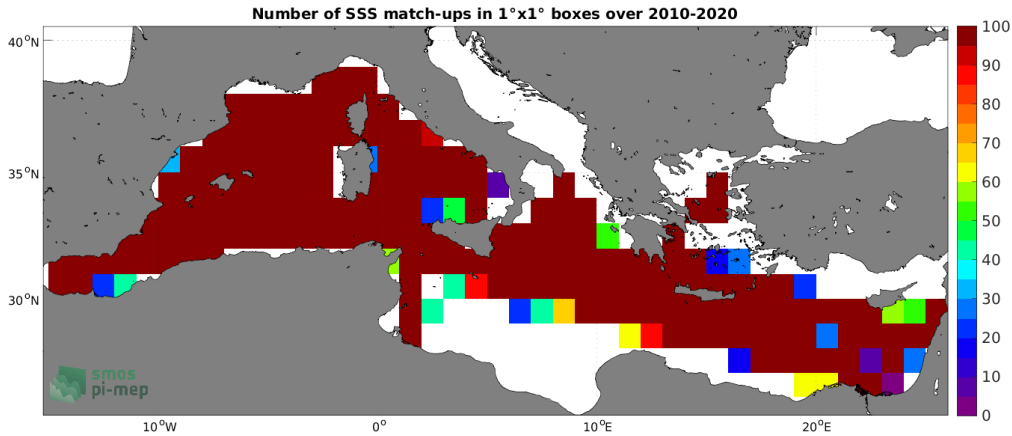 Number of SSS match-ups in 1°x1° boxes over 2010-2020
40°N
35°N
30°N
10°W
0°
10°E
20°E
100
90
80
70
60
50
40
30
20
10
0
smos
pi-mep